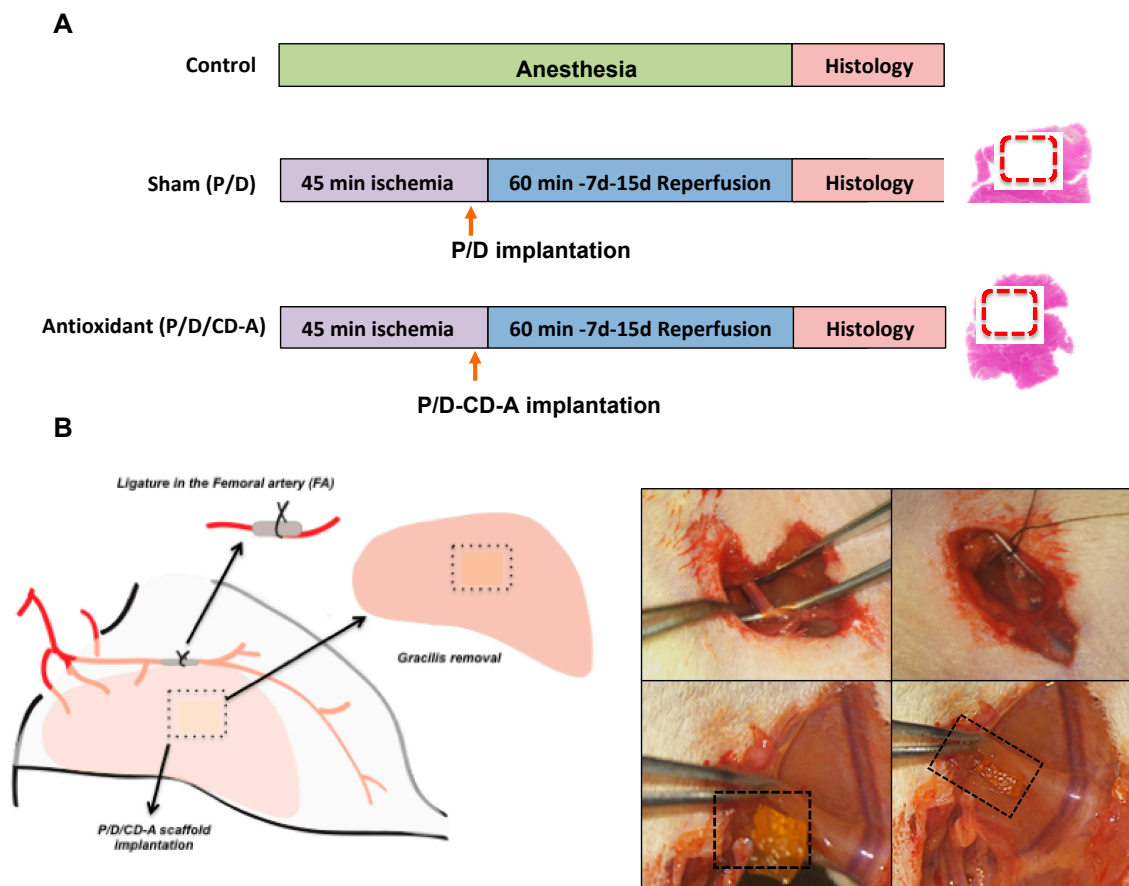 A
Control
Anesthesia
Histology
Sham (P/D)
45 min ischemia
60 min -7d-15d Reperfusion
Histology
P/D implantation
Antioxidant (P/D/CD-A)
45 min ischemia
60 min -7d-15d Reperfusion
Histology
P/D-CD-A implantation
B
Ligature in the Femoral artery (FA)
Gracilis removal
P/D/CD-A scaffold
implantation